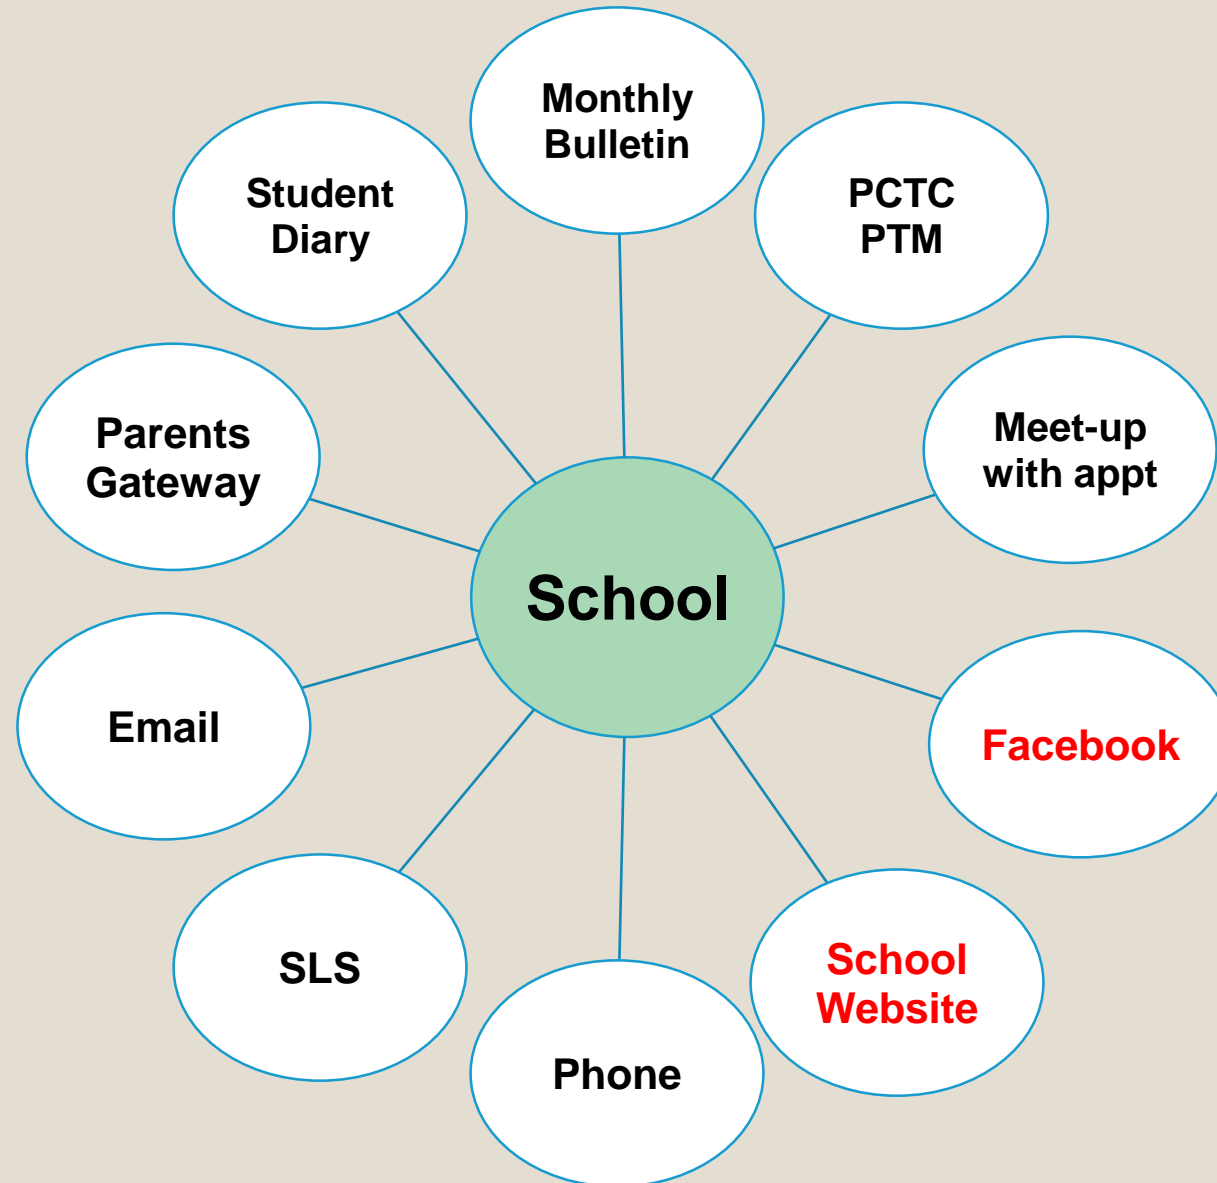 Monthly
Bulletin
PCTC
PTM
Meet-up
with appt
Facebook
School
Website
Phone
SLS
Email
Parents
Gateway
Student
Diary
School